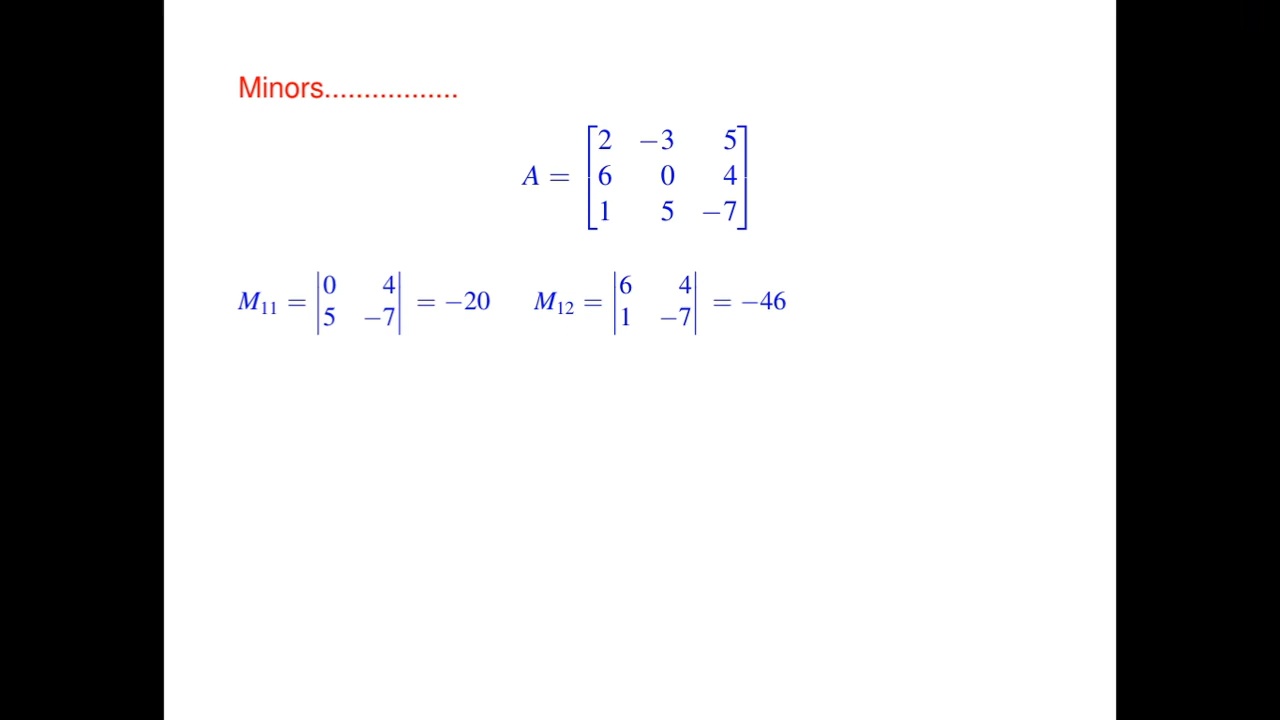 Minors.................
A = [2 −3 5
6 0 4
1 5 −7]
M₁₁ = |0 4
5 −7| = −20 M₁₂ = |6 4
1 −7| = −46